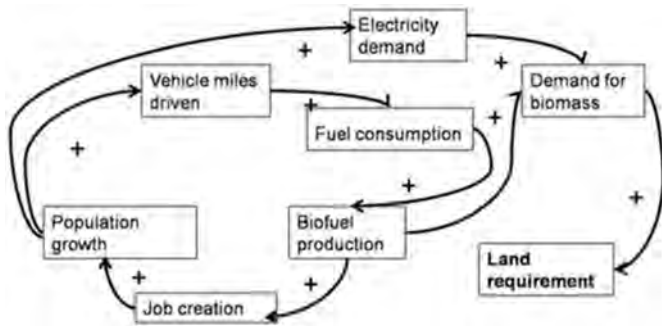 Electricity
demand
+
+
Vehicle miles
driven
+
Demand for
biomass
+
Fuel consumption
+
+
+
Population
growth
Biofuel
production
Land
requirement
+
+
Job creation